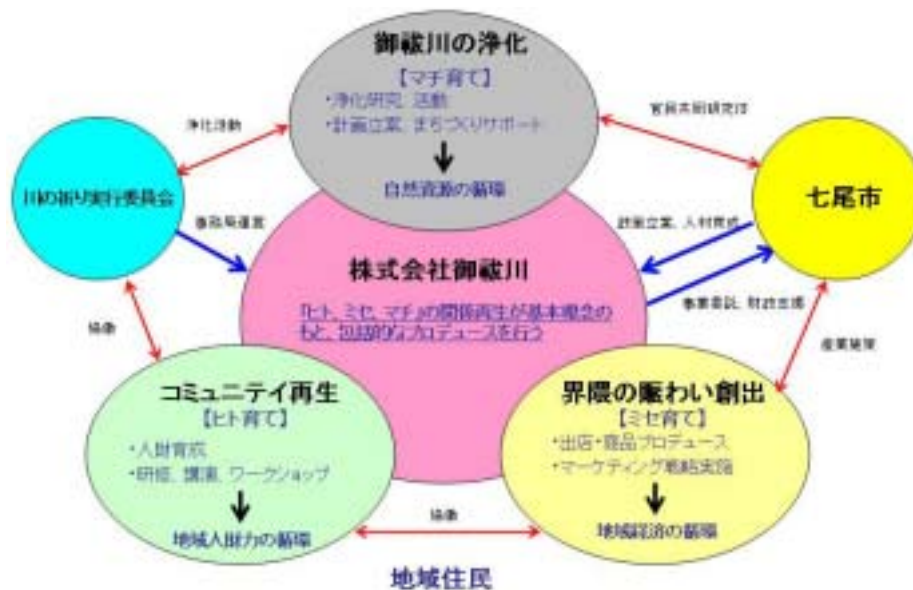 御祓川の浄化
【マチ育て】
・浄化研究、活動
・計画立案、まちづくりサポート
自然資源の循環
浄化活動
官民共同研究
川の祈り実行委員会
七尾市
事務局運営
政策立案、人材育成
株式会社御祓川
『ヒト、ミセ、マチ』の関係再生が基本理念の
もと、包括的なプロデュースを行う
事業委託、財政支援
協働
産業施策
コミュニテイ再生
【ヒト育て】
・人財育成
・研修、講演、ワークショップ
地域人財力の循環
界隈の賑わい創出
【ミセ育て】
・出店・商品プロデュース
・マーケティング戦略実施
地域経済の循環
協働
地域住民